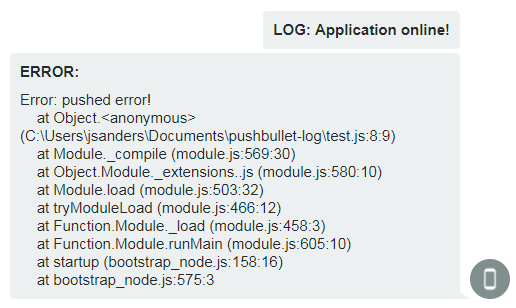 LOG: Application online!
ERROR:
Error: pushed error!
at Object.<anonymous>
(C:\Users\jsanders\Documents\pushbullet-log\test.js:8:9)
at Module._compile (module.js:569:30)
at Object.Module._extensions..js (module.js:580:10)
at Module.load (module.js:503:32)
at tryModuleLoad (module.js:466:12)
at Function.Module._load (module.js:458:3)
at Function.Module.runMain (module.js:605:10)
at startup (bootstrap_node.js:158:16)
at bootstrap_node.js:575:3